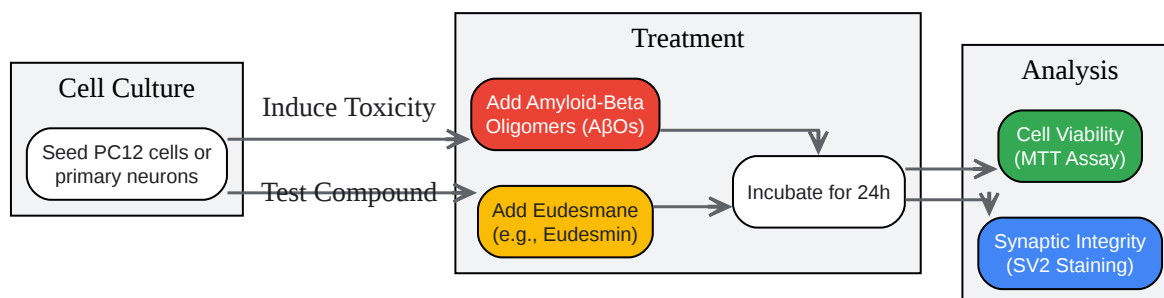 Cell Culture
Seed PC12 cells or
primary neurons
Induce Toxicity
Test Compound
Treatment
Add Amyloid-Beta
Oligomers (AβOs)
Add Eudesmane
(e.g., Eudesmin)
Incubate for 24h
Analysis
Cell Viability
(MTT Assay)
Synaptic Integrity
(SV2 Staining)